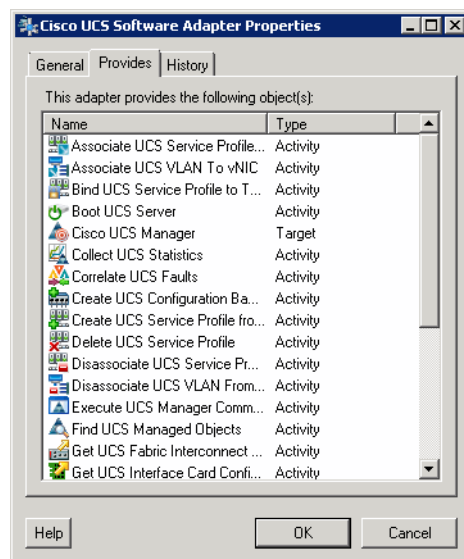 Cisco UCS Software Adapter Properties
General Provides History
This adapter provides the following object(s):
Name Type
Associate UCS Service Profile... Activity
Associate UCS VLAN To vNIC Activity
Bind UCS Service Profile to T... Activity
Boot UCS Server Activity
Cisco UCS Manager Target
Collect UCS Statistics Activity
Correlate UCS Faults Activity
Create UCS Configuration Ba... Activity
Create UCS Service Profile fro... Activity
Delete UCS Service Profile Activity
Disassociate UCS Service Pr... Activity
Disassociate UCS VLAN From... Activity
Execute UCS Manager Comm... Activity
Find UCS Managed Objects Activity
Get UCS Fabric Interconnect ... Activity
Get UCS Interface Card Confi... Activity
Help OK Cancel